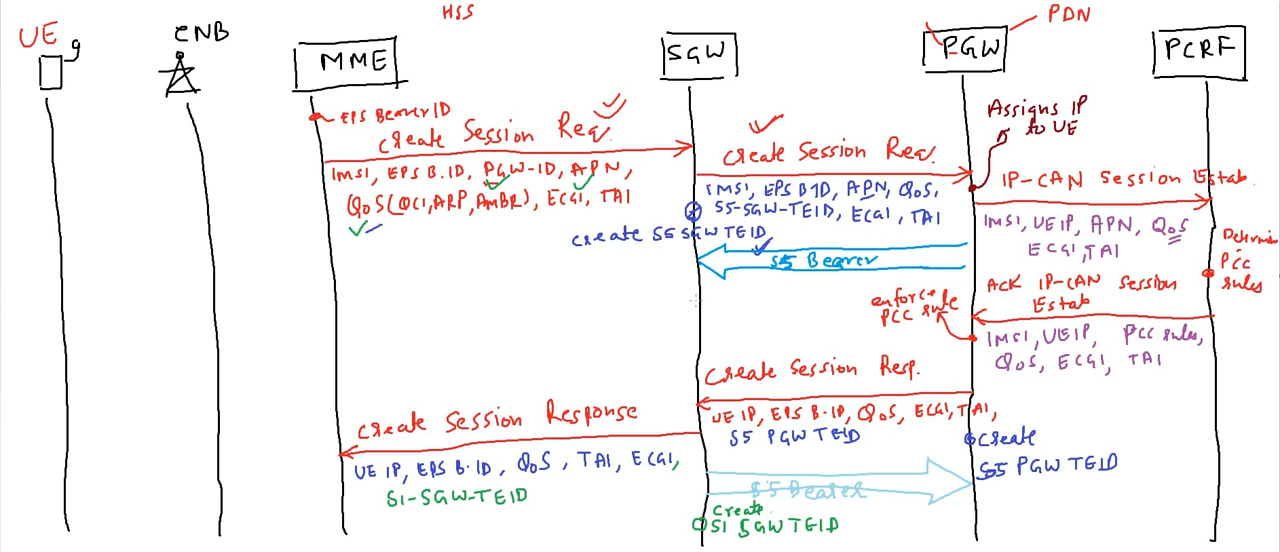 HSS
PDN
UE
eNB
MME
SGW
PGW
PCRF
EPS Bearer ID
Create Session Req.
IMSI, EPS B.ID, PGW-ID, APN,
QoS(QCI,ARP,AMBR), ECGI, TAI
Create Session Req.
IMSI, EPS B ID, APN, QoS,
S5-SGW-TEID, ECGI, TAI
Create S5 SGW TEID
S5 Bearer
Assigns IP
to UE
IP-CAN Session Estab.
IMSI, UE IP, APN, QoS
ECGI, TAI
Determin
PCC
rules
ACK IP-CAN Session
Estab
enforce
PCC rule
IMSI, UE IP, PCC rules,
QoS, ECGI, TAI
Create Session Resp.
UE IP, EPS B.ID, QoS, ECGI, TAI,
S5 PGW TEID
Create
S5 PGW TEID
Create Session Response
UE IP, EPS B.ID, QoS, TAI, ECGI,
S1-SGW-TEID
S5 Bearer
Create
S1 SGW TEID